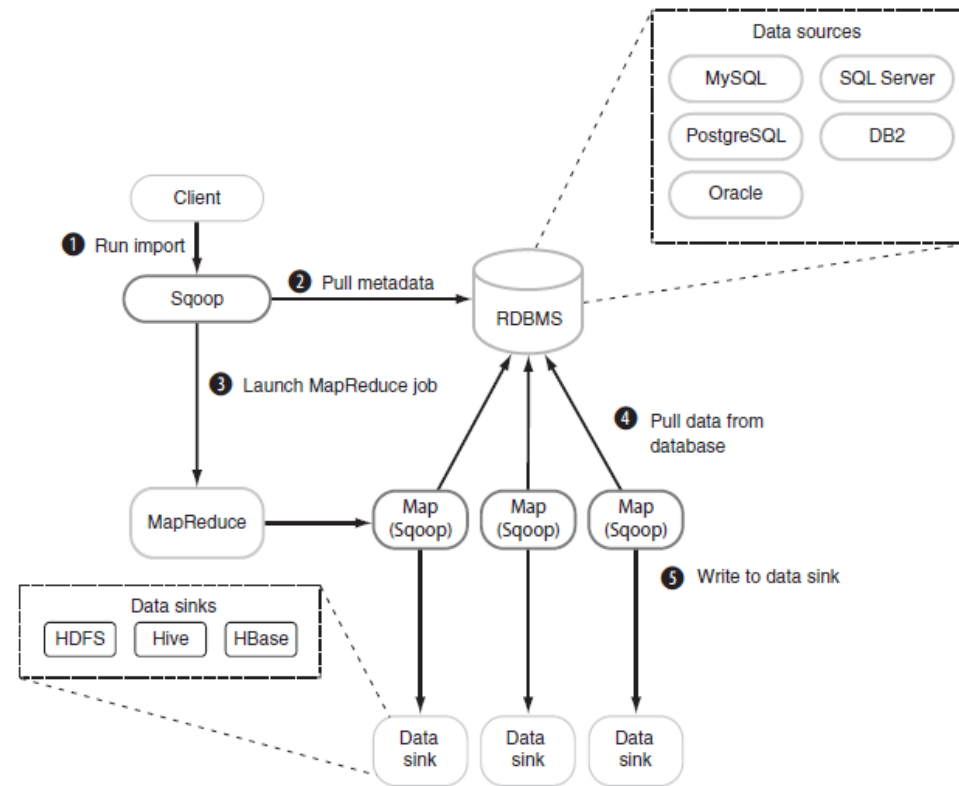 Data sources
MySQL
SQL Server
PostgreSQL
DB2
Oracle
Client
1 Run import
Sqoop
2 Pull metadata
RDBMS
3 Launch MapReduce job
4 Pull data from
database
MapReduce
Map
(Sqoop)
Map
(Sqoop)
Map
(Sqoop)
5 Write to data sink
Data sinks
HDFS
Hive
HBase
Data
sink
Data
sink
Data
sink